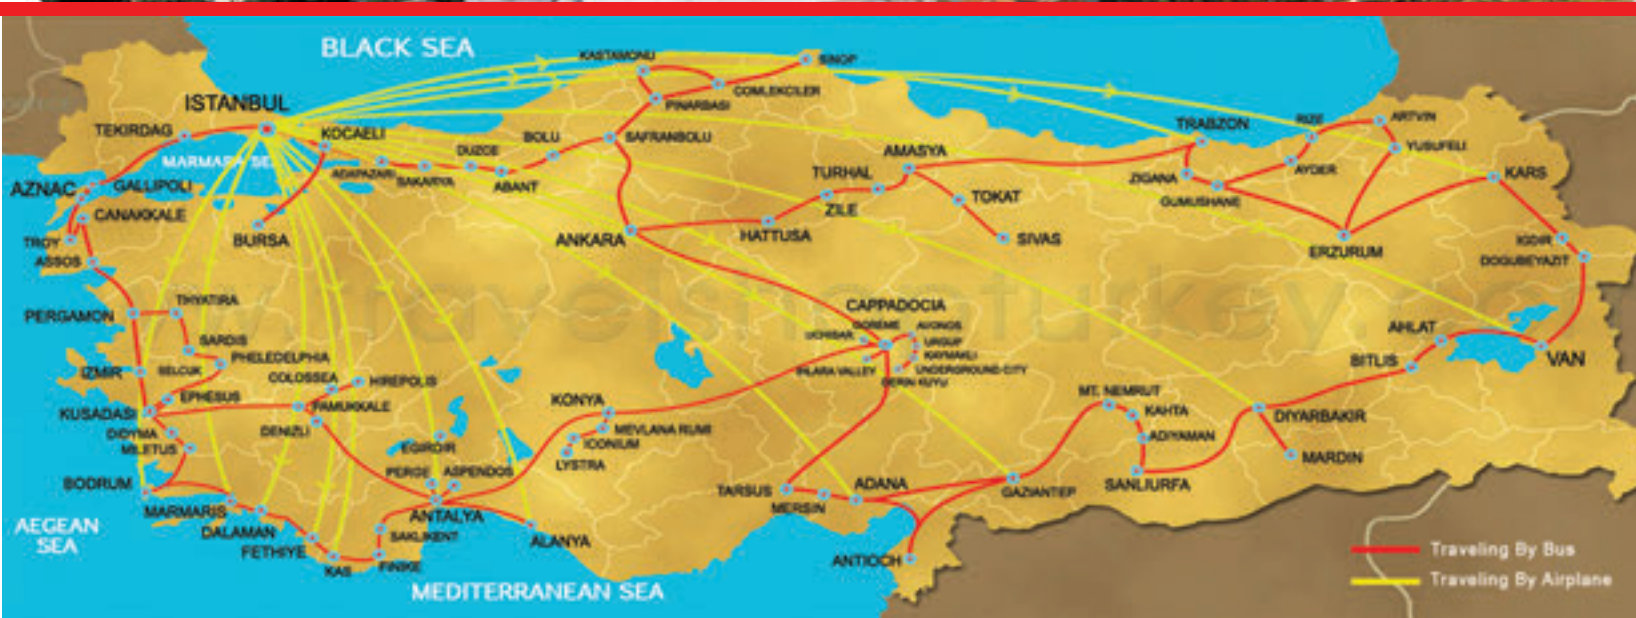 BLACK SEA
KASTAMONU
SINOP
COMLEKCILER
PINARBASI
ISTANBUL
TEKIRDAG
KOCAELI
BOLU
SAFRANBOLU
TRABZON
RIZE
ARTVIN
YUSUFELI
MARMARA SEA
DUZCE
AMASYA
ADAPAZARI
SAKARYA
ABANT
TURHAL
ZIGANA
AYDER
KARS
AZNAC
GALLIPOLI
TOKAT
GUMUSHANE
CANAKKALE
ZILE
TROY
BURSA
ANKARA
HATTUSA
SIVAS
ERZURUM
IGDIR
ASSOS
DOGUBEYAZIT
THYATIRA
CAPPADOCIA
PERGAMON
GOREME
AVONOS
AHLAT
SARDIS
UCHISAR
URGUP
VAN
PHELEDELPHIA
KAYMAKLI
BITLIS
IZMIR
SELCUK
IHLARA VALLEY
UNDERGROUND CITY
COLOSSEA
HIREPOLIS
DERIN KUYU
EPHESUS
KONYA
MT. NEMRUT
KUSADASI
PAMUKKALE
KAHTA
DIYARBAKIR
DIDYMA
DENIZLI
MEVLANA RUMI
ADIYAMAN
MILETUS
EGIRDIR
ICONIUM
MARDIN
LYSTRA
PERGE
ASPENDOS
BODRUM
TARSUS
ADANA
GAZIANTEP
SANLIURFA
MARMARIS
MERSIN
ANTALYA
AEGEAN
SEA
DALAMAN
SAKLIKENT
ALANYA
FETHIYE
ANTIOCH
KAS
FINIKE
MEDITERRANEAN SEA
Traveling By Bus
Traveling By Airplane